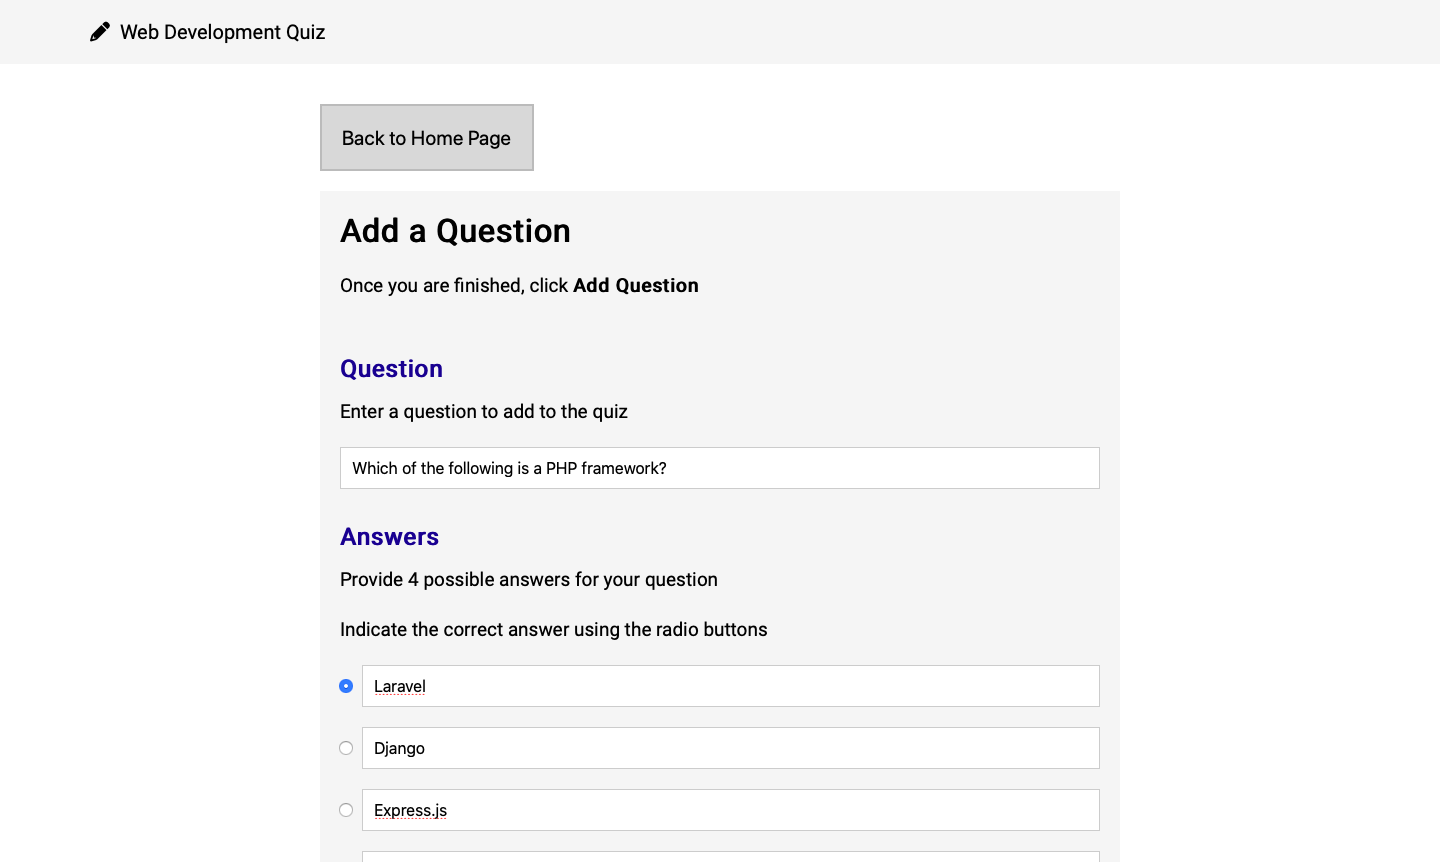 Web Development Quiz
Back to Home Page
Add a Question
Once you are finished, click Add Question
Question
Enter a question to add to the quiz
Which of the following is a PHP framework?
Answers
Provide 4 possible answers for your question
Indicate the correct answer using the radio buttons
Laravel
Django
Express.js